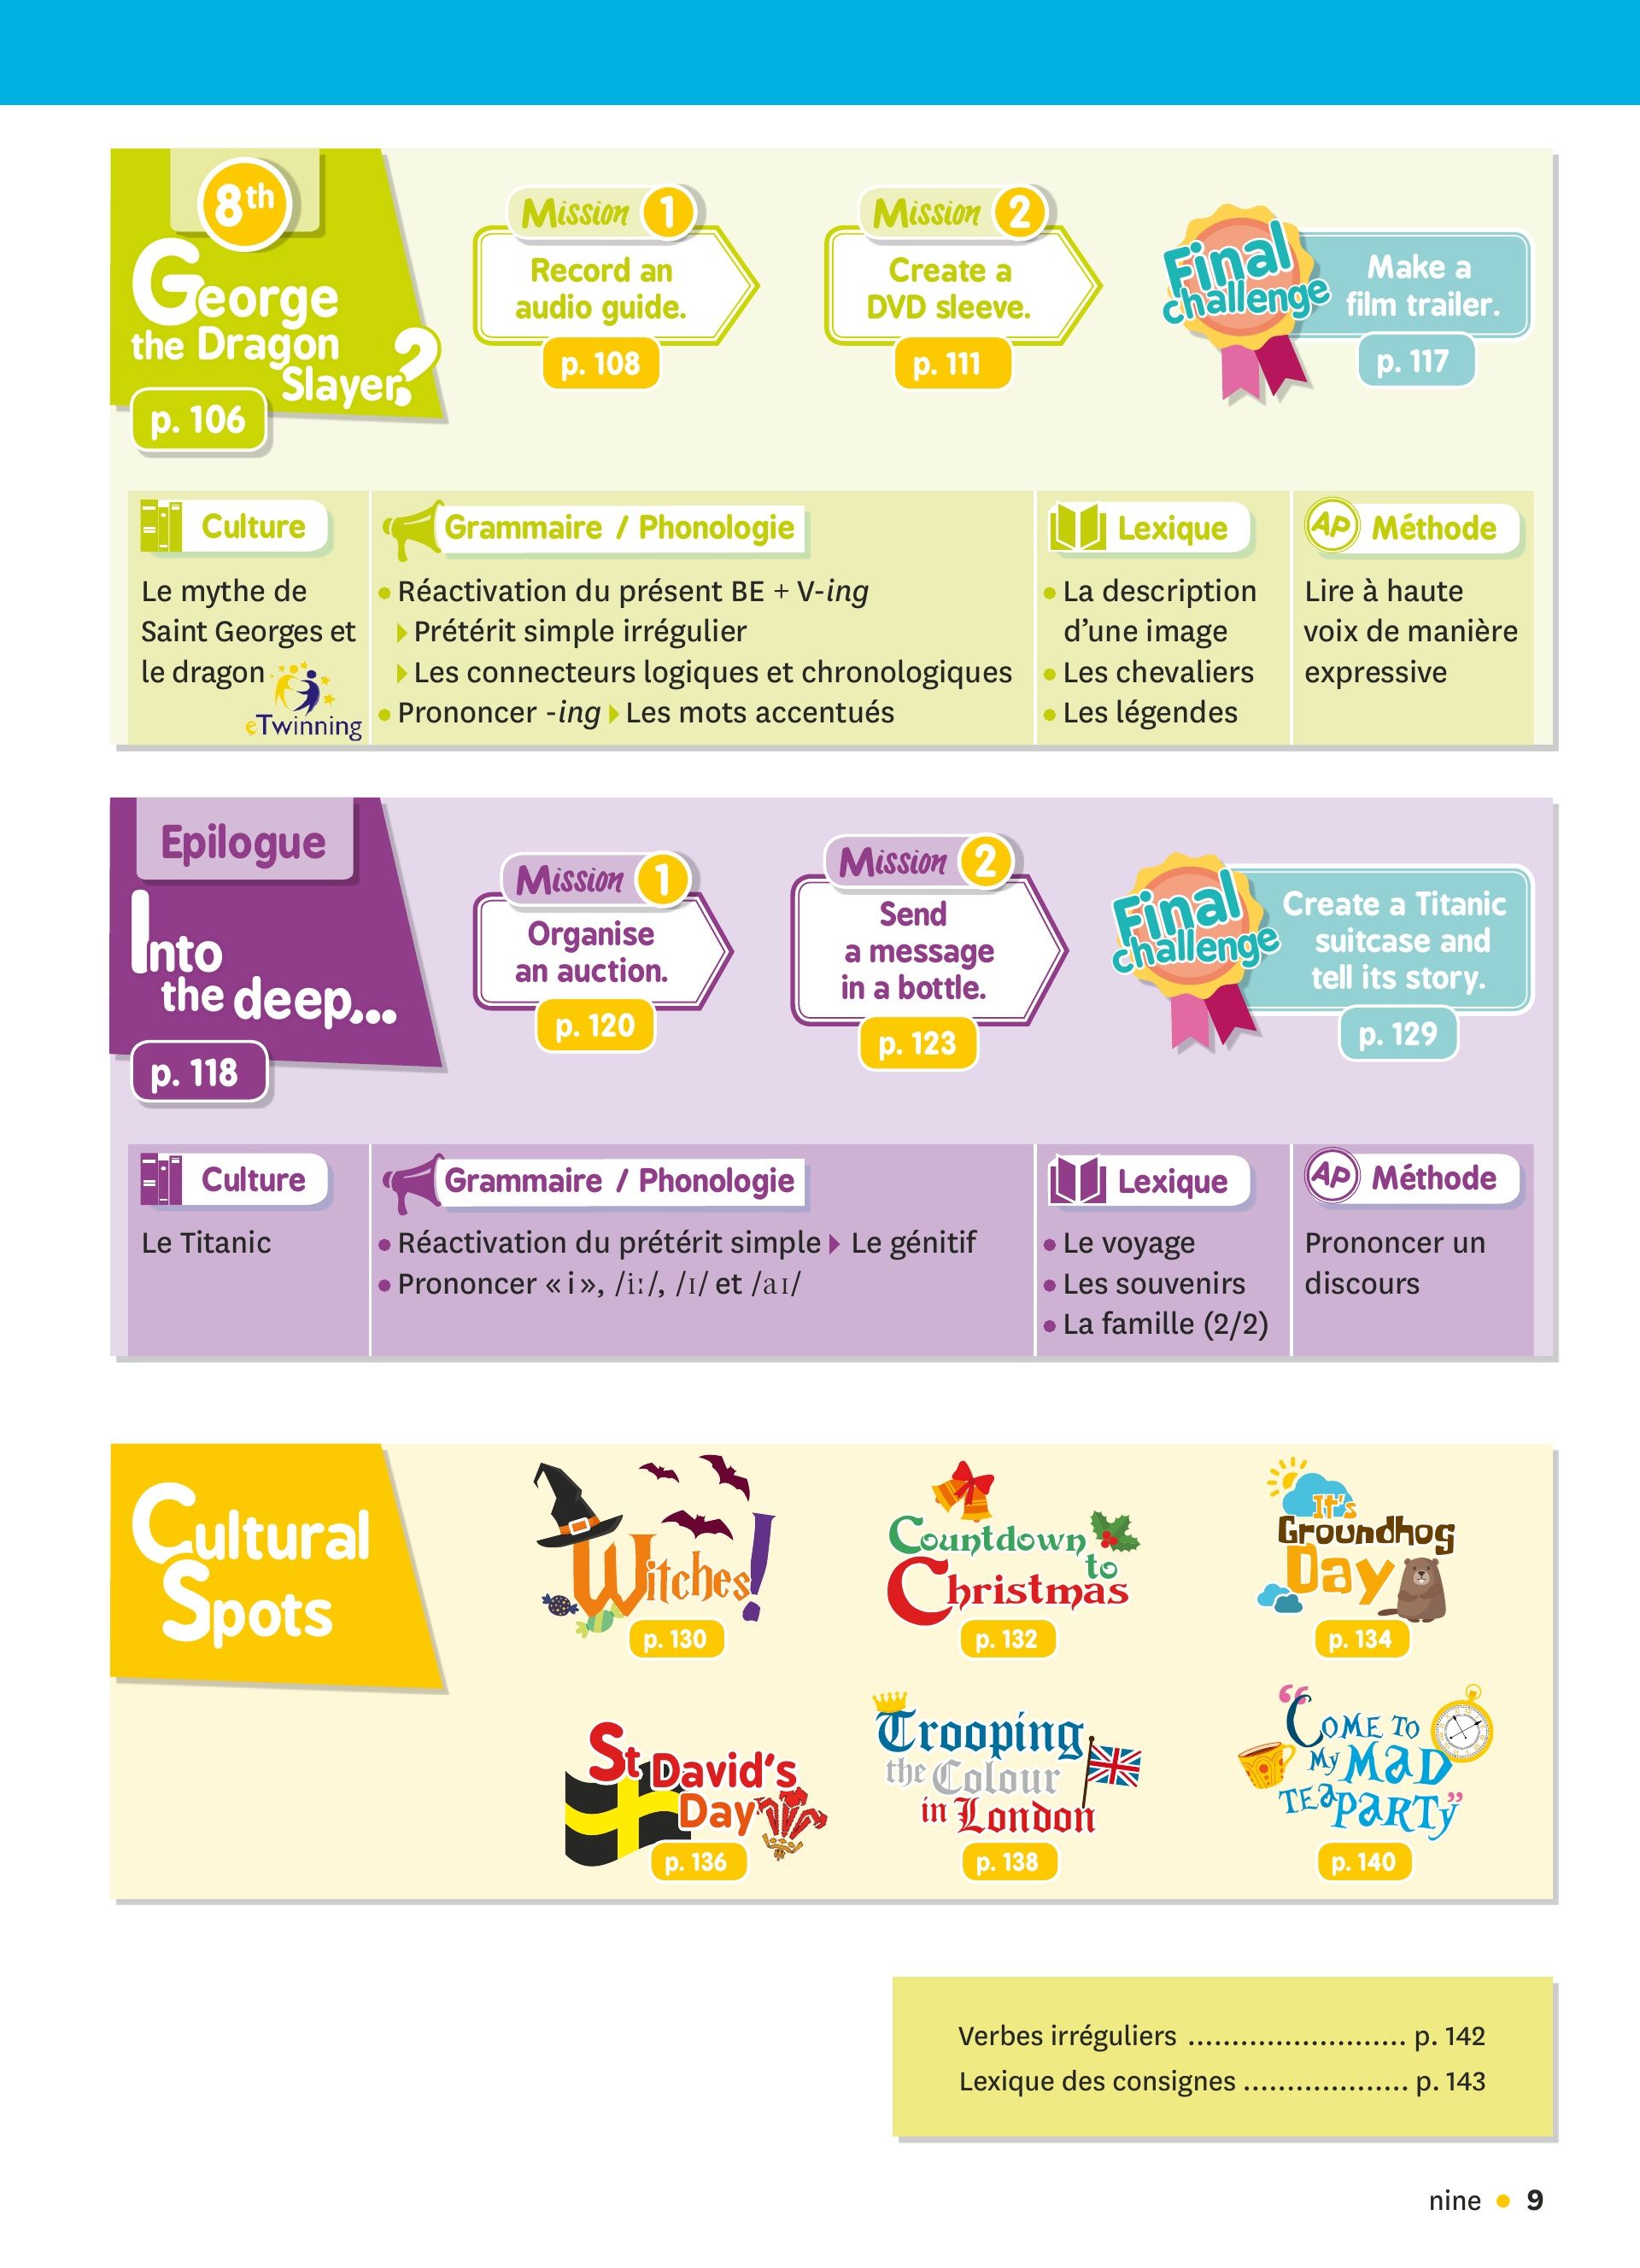 8th
George
the Dragon
Slayer?
p. 106
Mission 1
Record an
audio guide.
p. 108
Mission 2
Create a
DVD sleeve.
p. 111
Final
challenge
Make a
film trailer.
p. 117
Culture
Le mythe de
Saint Georges et
le dragon
eTwinning
Grammaire / Phonologie
• Réactivation du présent BE + V-ing
Prétérit simple irrégulier
Les connecteurs logiques et chronologiques
• Prononcer -ing Les mots accentués
Lexique
• La description
d’une image
• Les chevaliers
• Les légendes
AP Méthode
Lire à haute
voix de manière
expressive
Epilogue
Into
the deep...
p. 118
Mission 1
Organise
an auction.
p. 120
Mission 2
Send
a message
in a bottle.
p. 123
Final
challenge
Create a Titanic
suitcase and
tell its story.
p. 129
Culture
Le Titanic
Grammaire / Phonologie
• Réactivation du prétérit simple Le génitif
• Prononcer « i », /iː/, /ɪ/ et /aɪ/
Lexique
• Le voyage
• Les souvenirs
• La famille (2/2)
AP Méthode
Prononcer un
discours
Cultural
Spots
Witches!
p. 130
Countdown
to
Christmas
p. 132
It's
Groundhog
Day
p. 134
St David's
Day
p. 136
Trooping
the Colour
in London
p. 138
“Come to
my mad
tea party”
p. 140
Verbes irréguliers ......................... p. 142
Lexique des consignes ................... p. 143
nine • 9